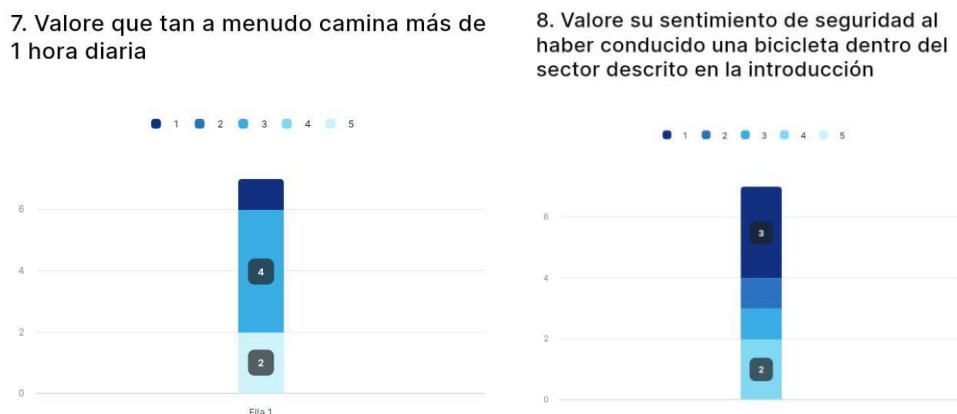 7. Valore que tan a menudo camina más de
1 hora diaria
1 2 3 4 5
6
4
4
2
2
0
Fila 1
8. Valore su sentimiento de seguridad al
haber conducido una bicicleta dentro del
sector descrito en la introducción
1 2 3 4 5
6
3
4
2
2
0